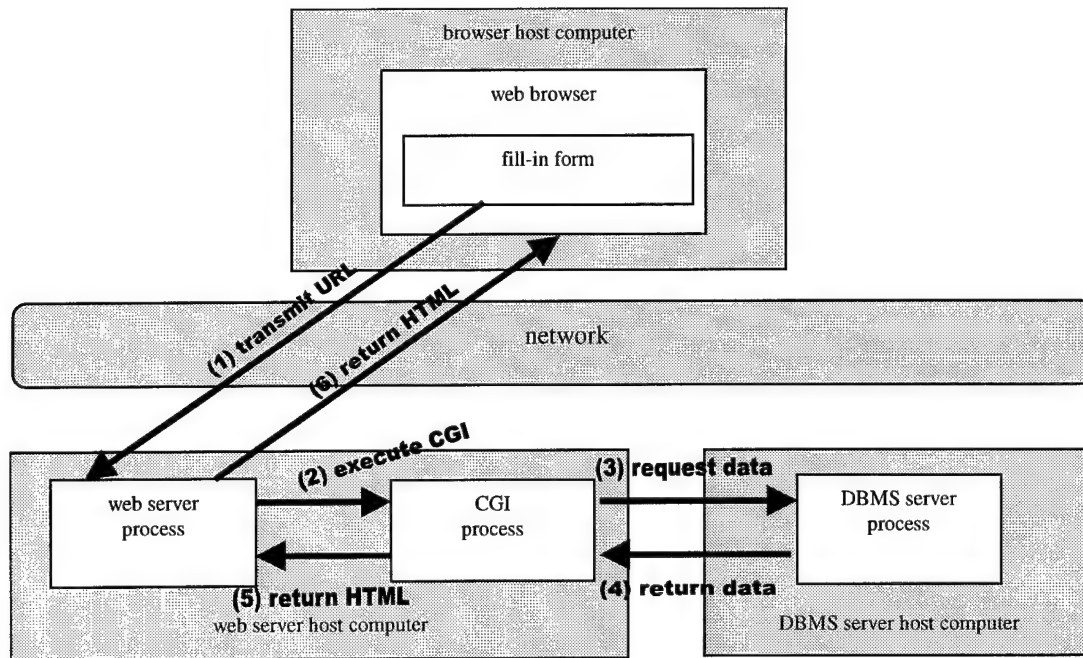 browser host computer
web browser
fill-in form
(1) transmit URL
(6) return HTML
network
(2) execute CGI
(3) request data
web server
process
CGI
process
DBMS server
process
(5) return HTML
(4) return data
web server host computer
DBMS server host computer